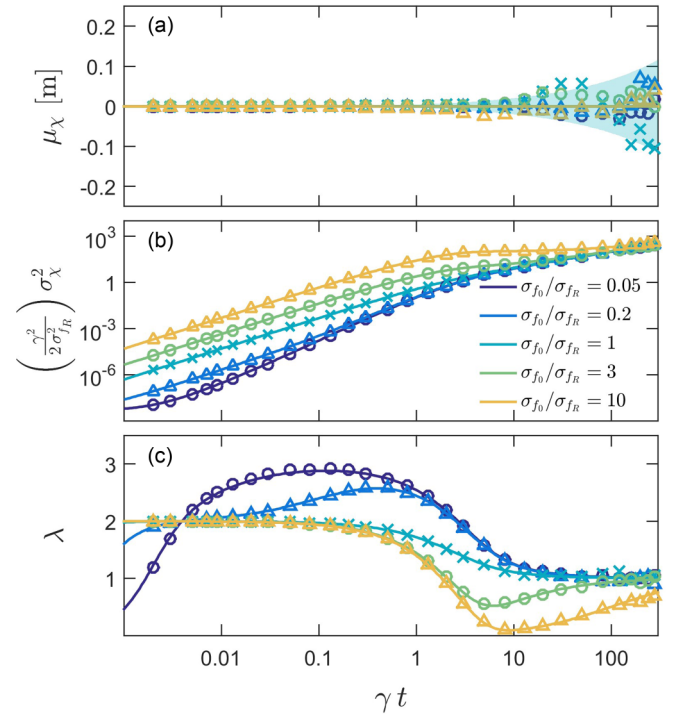 (a)
0.2
0.1
0
-0.1
-0.2
μ_χ [m]
(b)
10^3
1
10^-3
10^-6
(γ^2 / 2 σ^2_{f_R}) σ^2_χ
σ_{f_0}/σ_{f_R} = 0.05
σ_{f_0}/σ_{f_R} = 0.2
σ_{f_0}/σ_{f_R} = 1
σ_{f_0}/σ_{f_R} = 3
σ_{f_0}/σ_{f_R} = 10
(c)
3
2
1
λ
0.01 0.1 1 10 100
γ t